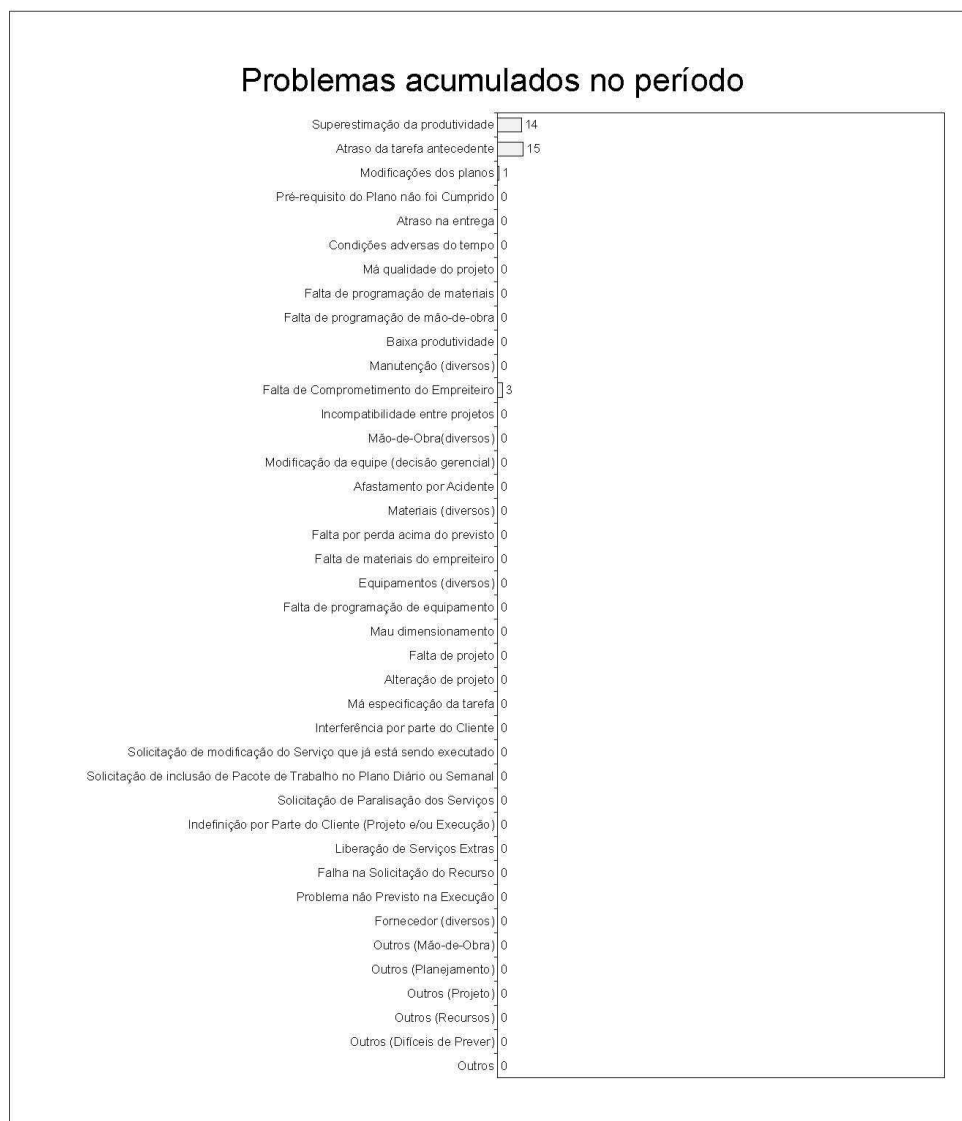 Problemas acumulados no período
Superestimação da produtividade 14
Atraso da tarefa antecedente 15
Modificações dos planos 1
Pré-requisito do Plano não foi Cumprido 0
Atraso na entrega 0
Condições adversas do tempo 0
Má qualidade do projeto 0
Falta de programação de materiais 0
Falta de programação de mão-de-obra 0
Baixa produtividade 0
Manutenção (diversos) 0
Falta de Comprometimento do Empreiteiro 3
Incompatibilidade entre projetos 0
Mão-de-Obra(diversos) 0
Modificação da equipe (decisão gerencial) 0
Afastamento por Acidente 0
Materiais (diversos) 0
Falta por perda acima do previsto 0
Falta de materiais do empreiteiro 0
Equipamentos (diversos) 0
Falta de programação de equipamento 0
Mau dimensionamento 0
Falta de projeto 0
Alteração de projeto 0
Má especificação da tarefa 0
Interferência por parte do Cliente 0
Solicitação de modificação do Serviço que já está sendo executado 0
Solicitação de inclusão de Pacote de Trabalho no Plano Diário ou Semanal 0
Solicitação de Paralisação dos Serviços 0
Indefinição por Parte do Cliente (Projeto e/ou Execução) 0
Liberação de Serviços Extras 0
Falha na Solicitação do Recurso 0
Problema não Previsto na Execução 0
Fornecedor (diversos) 0
Outros (Mão-de-Obra) 0
Outros (Planejamento) 0
Outros (Projeto) 0
Outros (Recursos) 0
Outros (Difíceis de Prever) 0
Outros 0